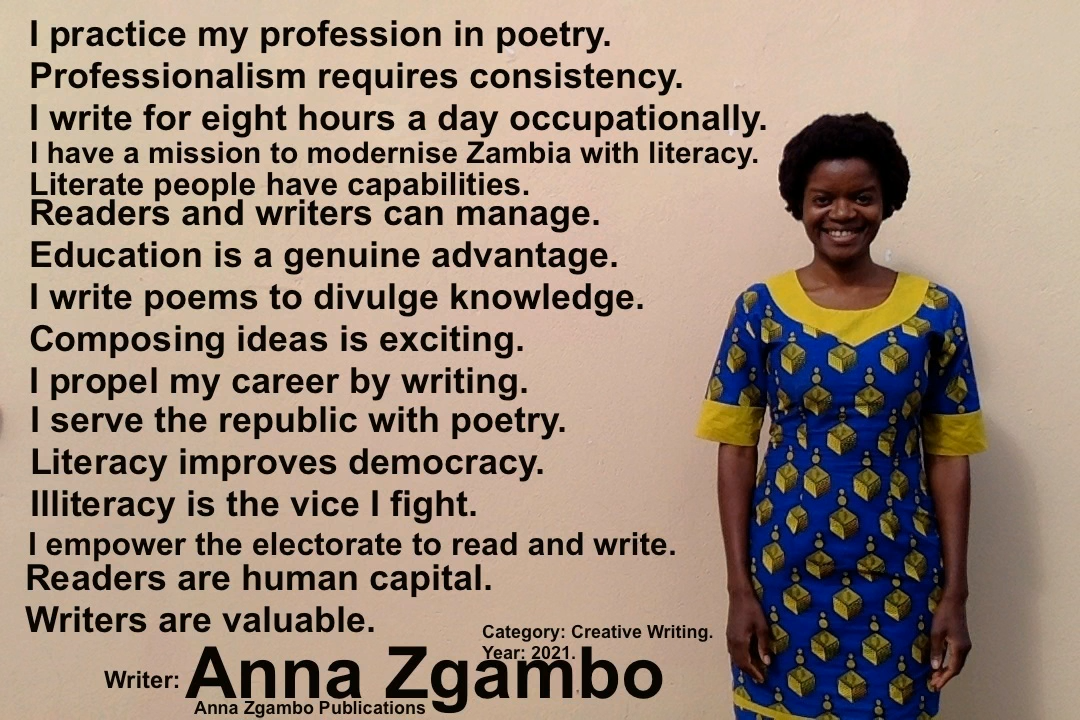 I practice my profession in poetry.
Professionalism requires consistency.
I write for eight hours a day occupationally.
I have a mission to modernise Zambia with literacy.
Literate people have capabilities.
Readers and writers can manage.
Education is a genuine advantage.
I write poems to divulge knowledge.
Composing ideas is exciting.
I propel my career by writing.
I serve the republic with poetry.
Literacy improves democracy.
Illiteracy is the vice I fight.
I empower the electorate to read and write.
Readers are human capital.
Writers are valuable.
Category: Creative Writing.
Year: 2021.
Writer: Anna Zgambo
Anna Zgambo Publications